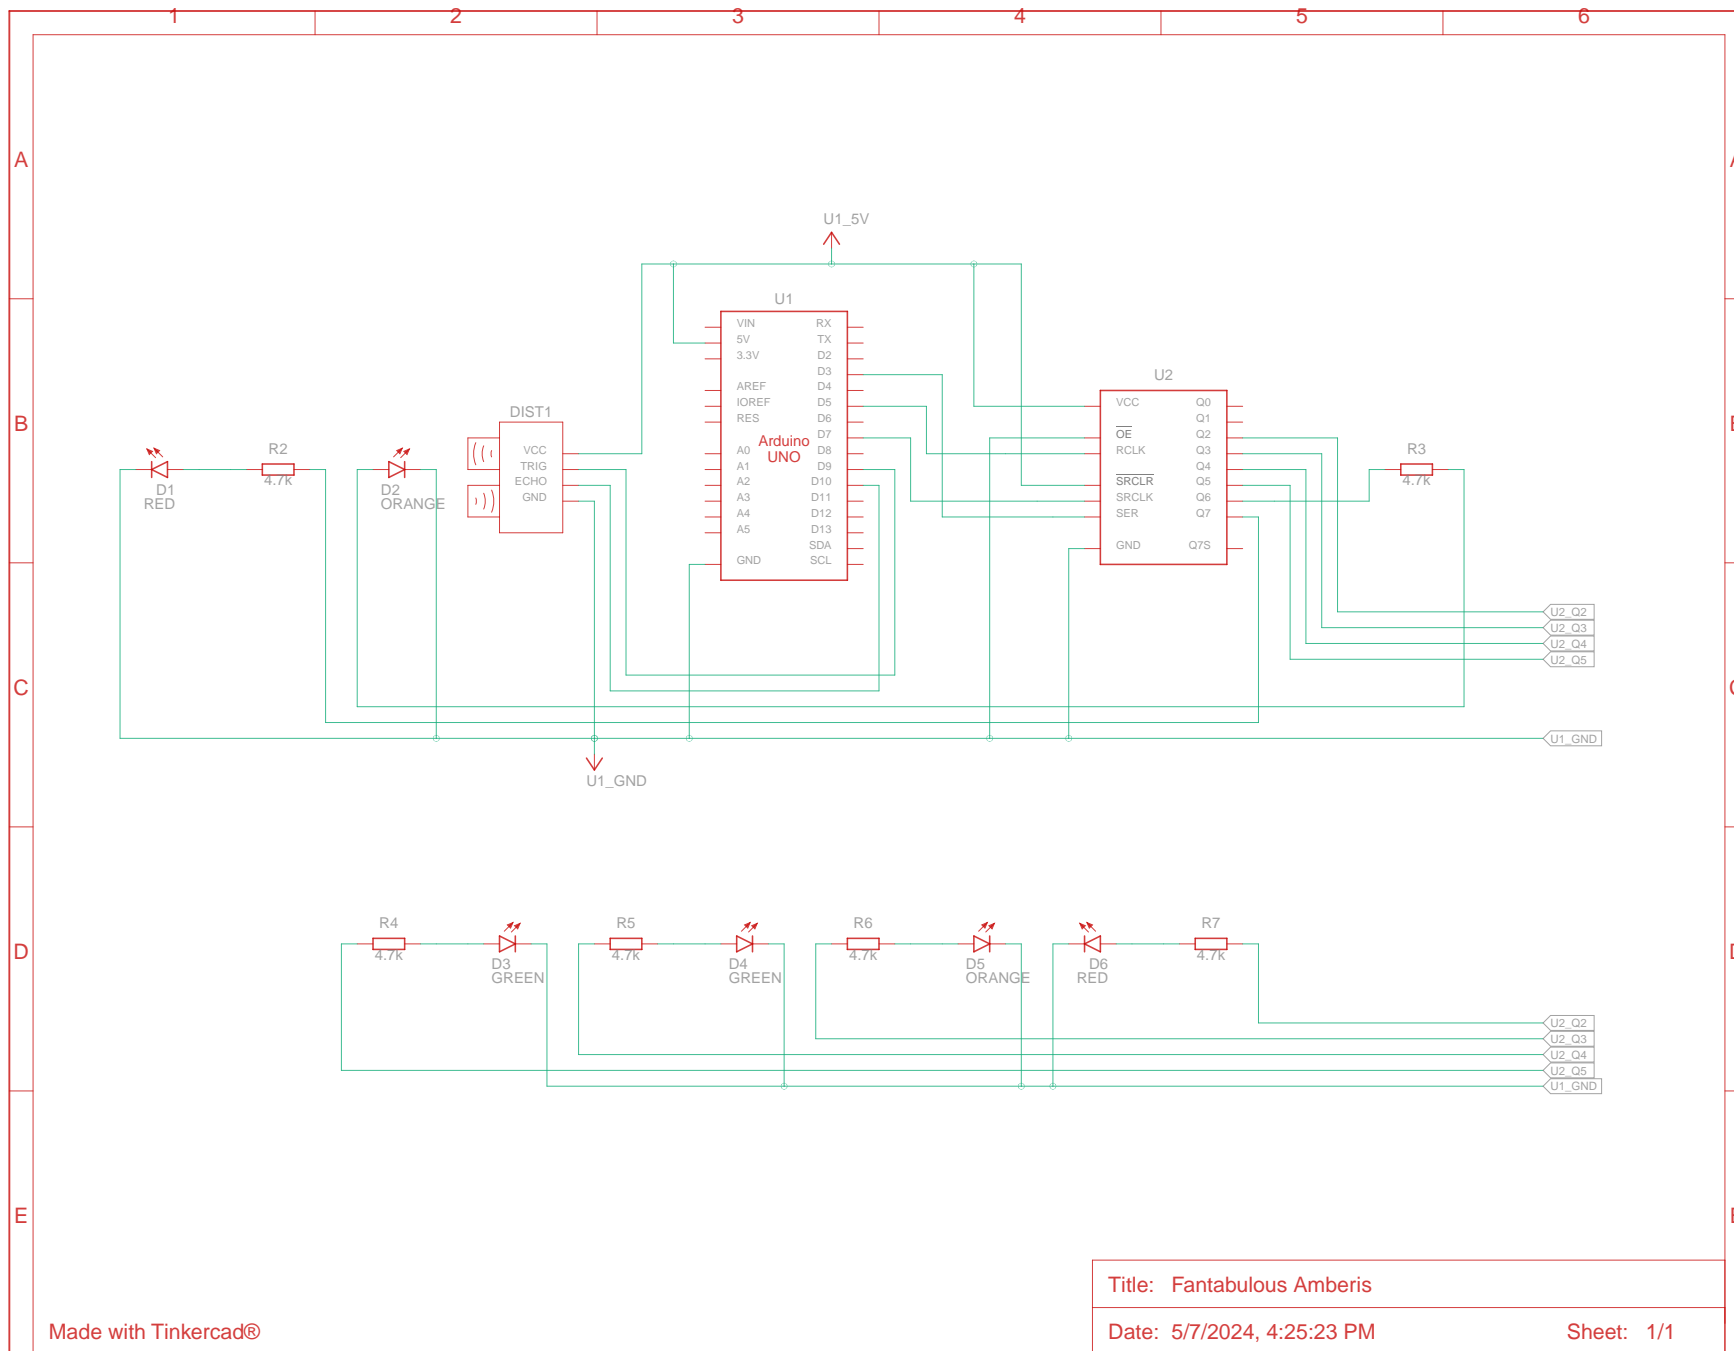 1 2 3 4 5 6
A A
U1_5V
U1
VIN RX
5V TX
3.3V D2
D3
AREF D4
IOREF D5
RES D6
D7
Arduino
UNO
A0 D8
A1 D9
A2 D10
A3 D11
A4 D12
A5 D13
SDA
GND SCL
U2
VCC Q0
Q1
OE Q2
RCLK Q3
Q4
SRCLR Q5
SRCLK Q6
SER Q7
GND Q7S
B
DIST1
VCC
TRIG
ECHO
GND
R2
4.7k
D1
RED
D2
ORANGE
R3
4.7k
U2_Q2
U2_Q3
U2_Q4
U2_Q5
C
U1_GND
U1_GND
D
R4
4.7k
D3
GREEN
R5
4.7k
D4
GREEN
R6
4.7k
D5
ORANGE
D6
RED
R7
4.7k
U2_Q2
U2_Q3
U2_Q4
U2_Q5
U1_GND
E
Title: Fantabulous Amberis
Made with Tinkercad®
Date: 5/7/2024, 4:25:23 PM Sheet: 1/1